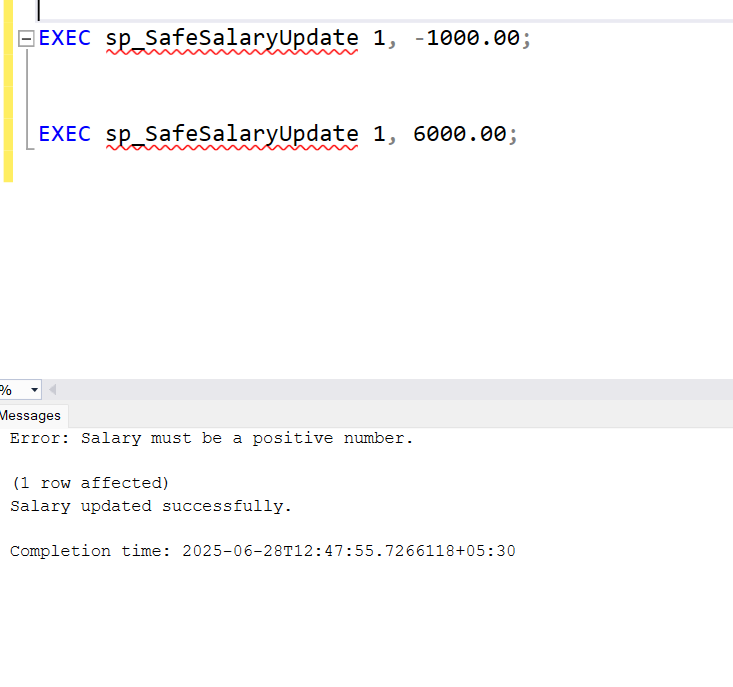 EXEC sp_SafeSalaryUpdate 1, -1000.00;
EXEC sp_SafeSalaryUpdate 1, 6000.00;
%
Messages
Error: Salary must be a positive number.
(1 row affected)
Salary updated successfully.
Completion time: 2025-06-28T12:47:55.7266118+05:30